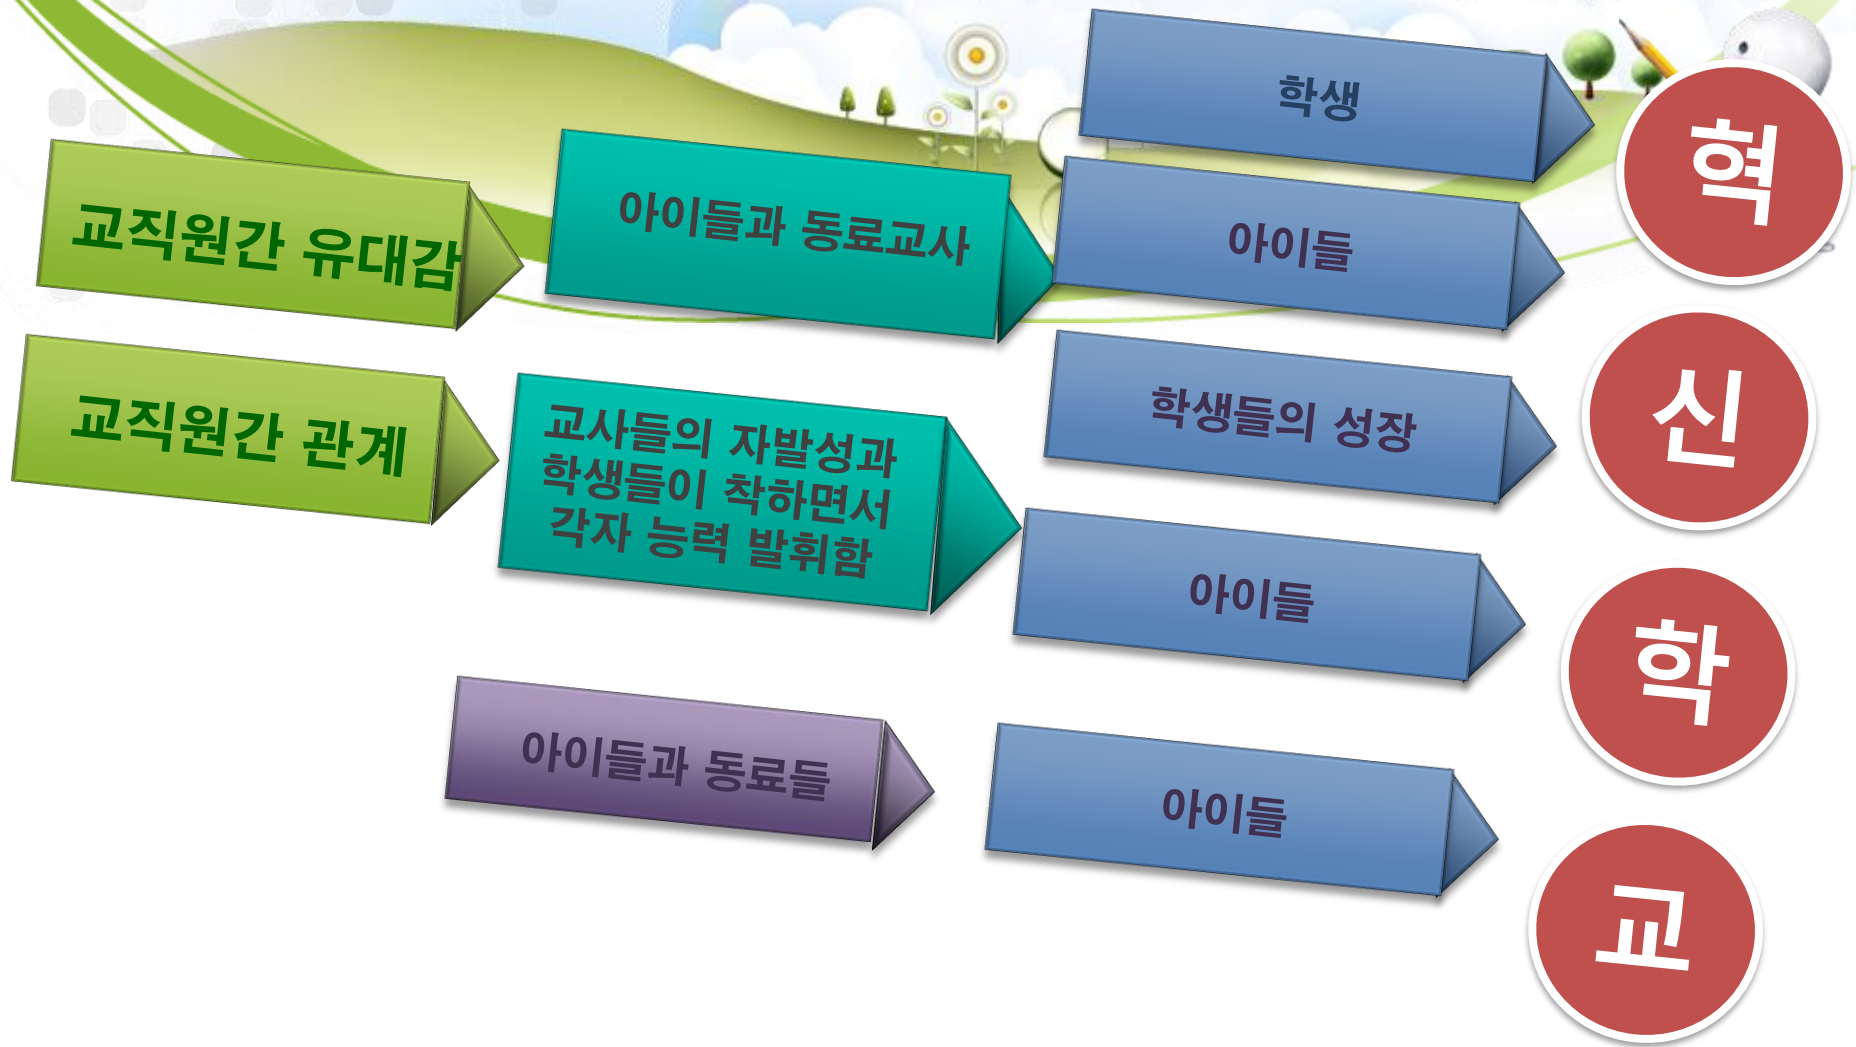 교직원간 유대감
교직원간 관계
아이들과 동료교사
교사들의 자발성과
학생들이 착하면서
각자 능력 발휘함
아이들과 동료들
학생
아이들
학생들의 성장
아이들
아이들
혁
신
학
교